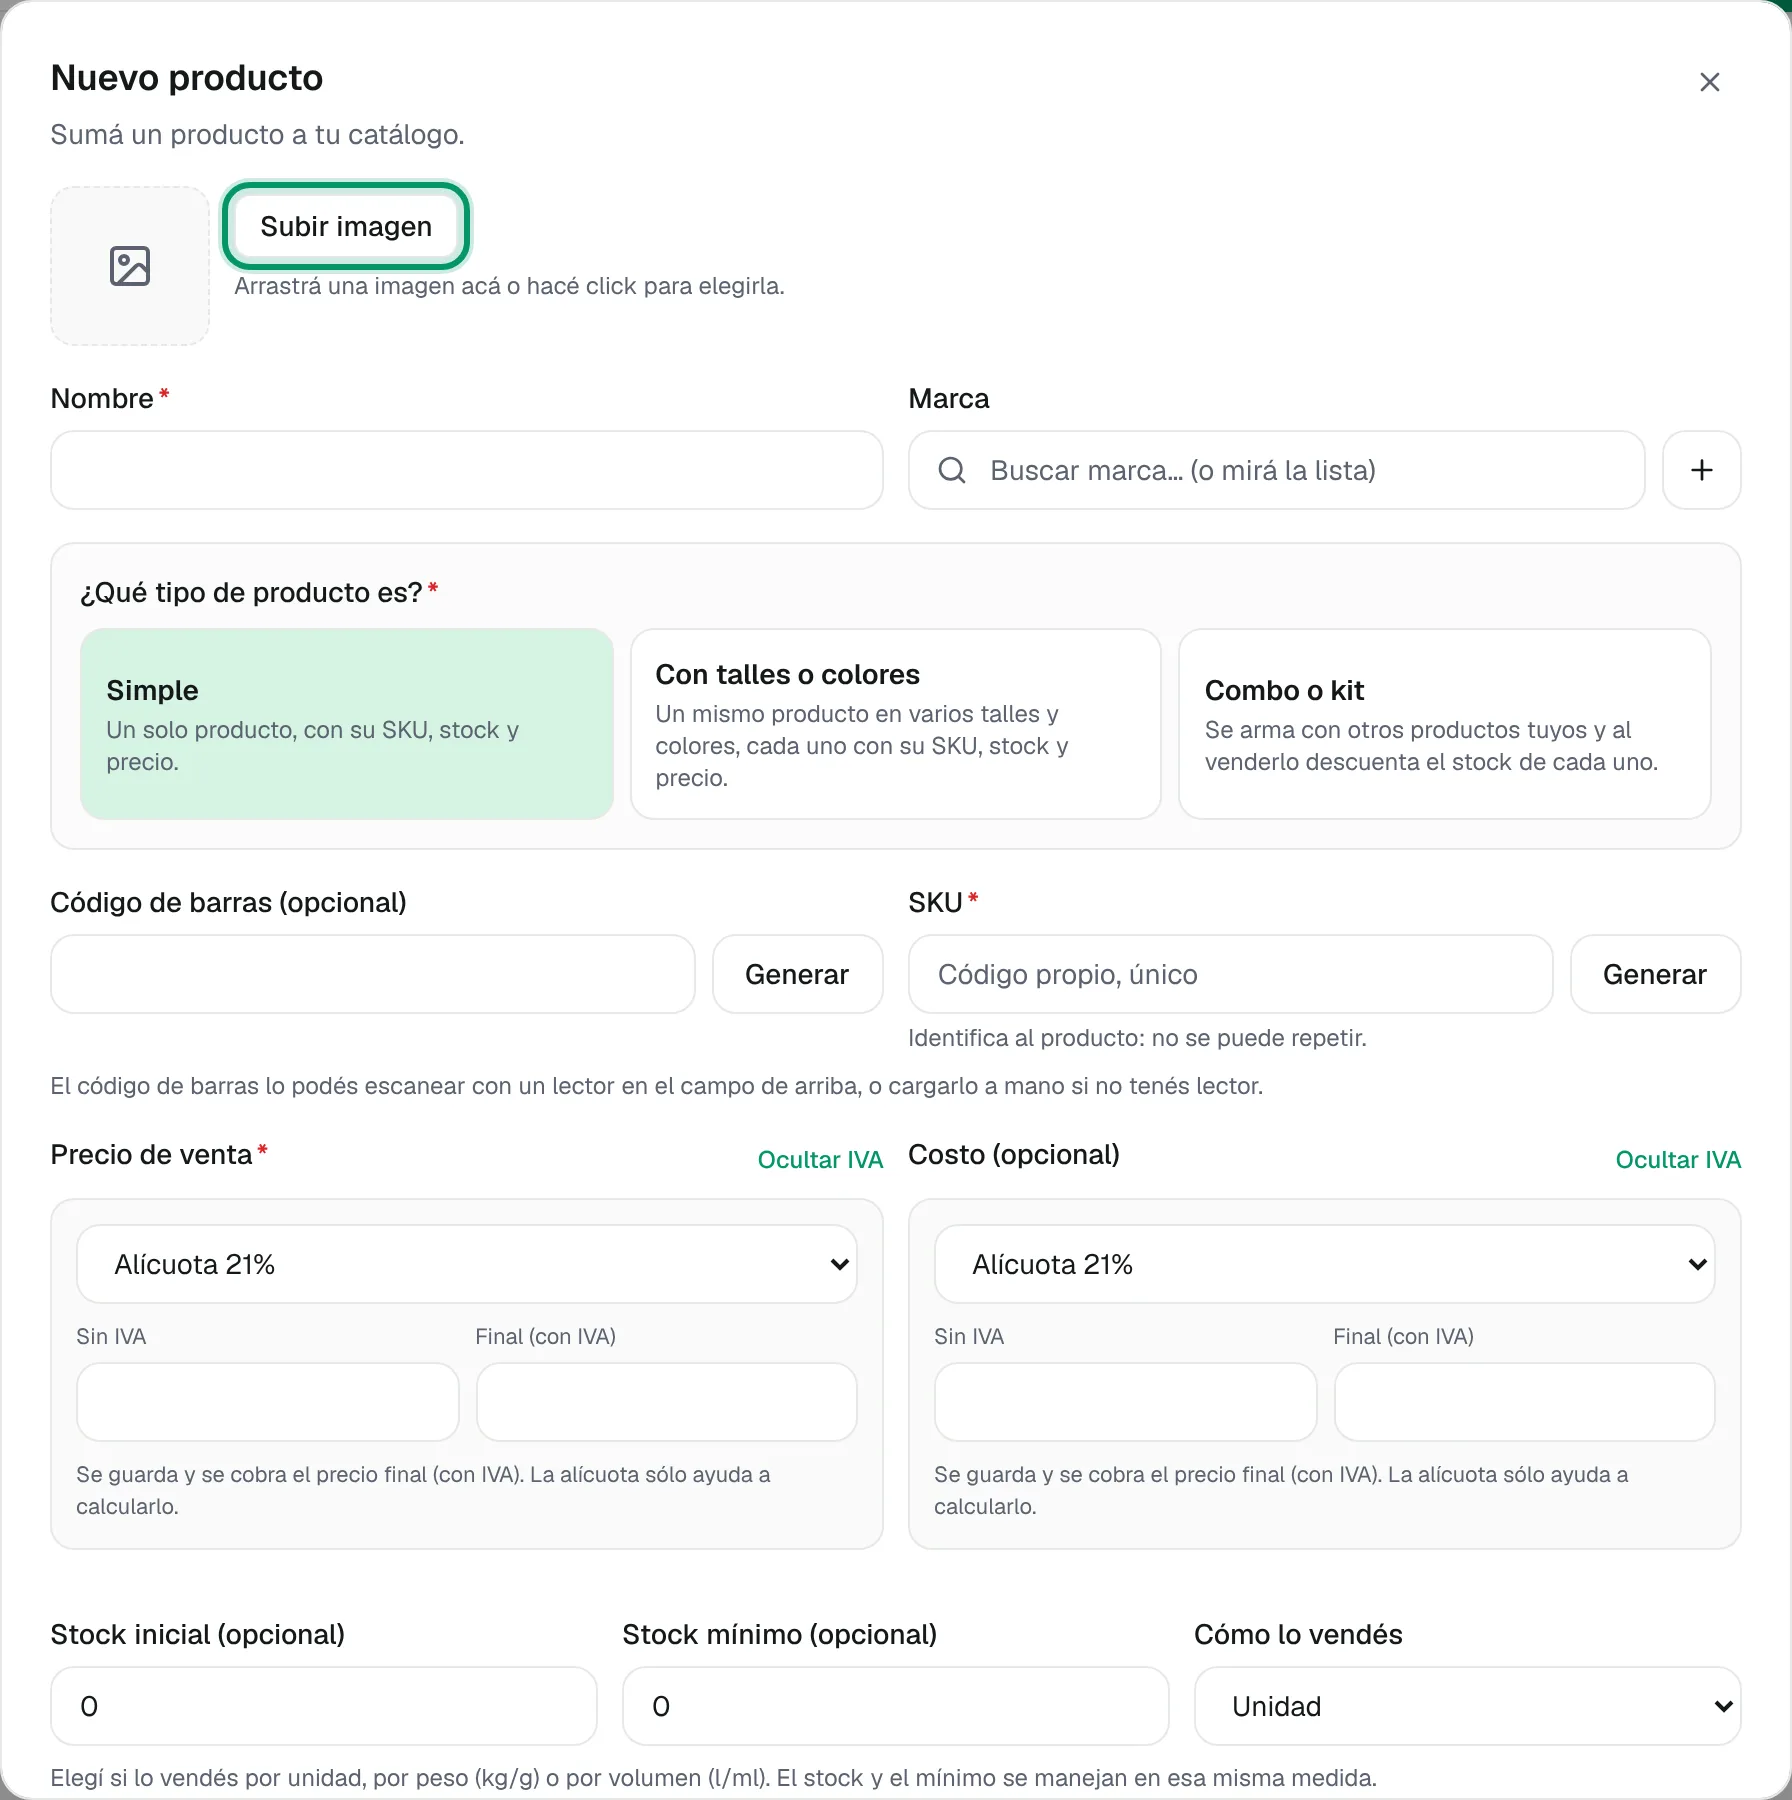 Nuevo producto
Sumá un producto a tu catálogo.
Subir imagen
Arrastrá una imagen acá o hacé click para elegirla.
Nombre*
Marca
Buscar marca... (o mirá la lista)
+
¿Qué tipo de producto es?*
Simple
Un solo producto, con su SKU, stock y
precio.
Con talles o colores
Un mismo producto en varios talles y
colores, cada uno con su SKU, stock y
precio.
Combo o kit
Se arma con otros productos tuyos y al
venderlo descuenta el stock de cada uno.
Código de barras (opcional)
Generar
SKU*
Código propio, único
Generar
Identifica al producto: no se puede repetir.
El código de barras lo podés escanear con un lector en el campo de arriba, o cargarlo a mano si no tenés lector.
Precio de venta*
Ocultar IVA
Alícuota 21%
Sin IVA
Final (con IVA)
Se guarda y se cobra el precio final (con IVA). La alícuota sólo ayuda a
calcularlo.
Costo (opcional)
Ocultar IVA
Alícuota 21%
Sin IVA
Final (con IVA)
Se guarda y se cobra el precio final (con IVA). La alícuota sólo ayuda a
calcularlo.
Stock inicial (opcional)
0
Stock mínimo (opcional)
0
Cómo lo vendés
Unidad
Elegí si lo vendés por unidad, por peso (kg/g) o por volumen (l/ml). El stock y el mínimo se manejan en esa misma medida.